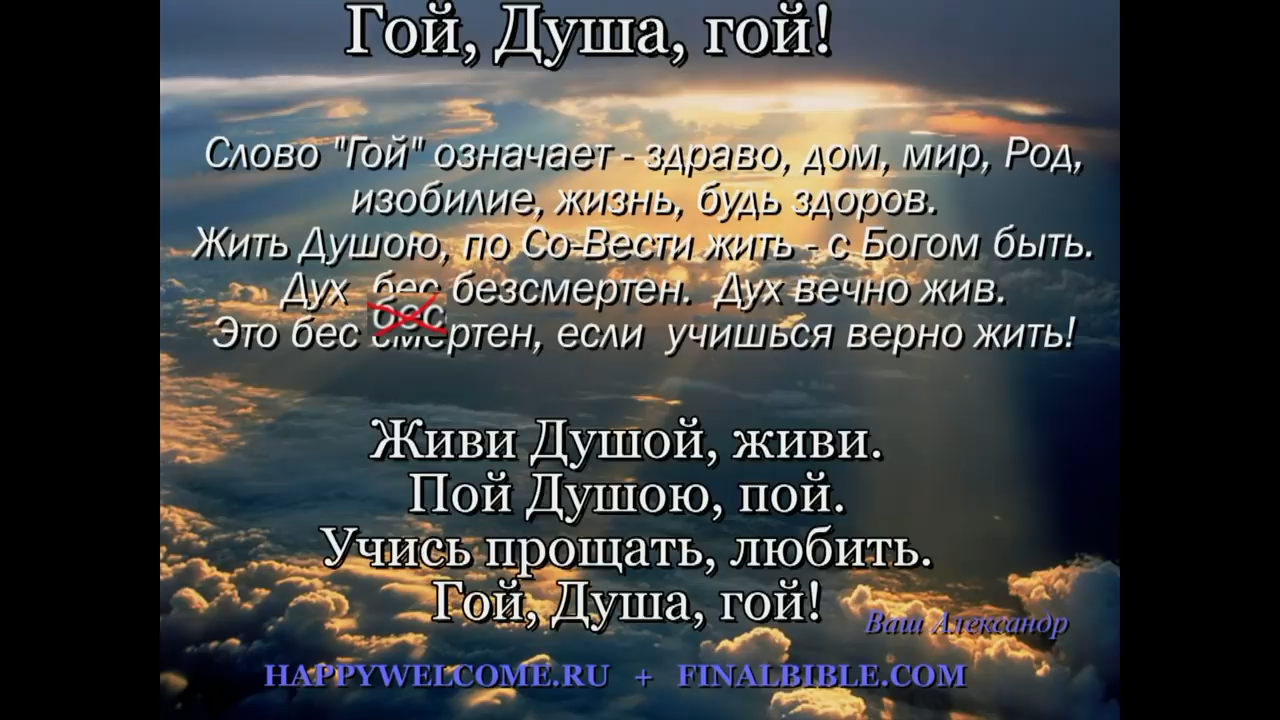 Гой, Душа, гой!
Слово "Гой" означает - здраво, дом, мир, Род,
изобилие, жизнь, будь здоров.
Жить Душою, по Со-Вести жить - с Богом быть.
Дух бес безсмертен. Дух вечно жив.
бес
Это бес смертен, если учишься верно жить!
Живи Душой, живи.
Пой Душою, пой.
Учись прощать, любить.
Гой, Душа, гой!
Ваш Александр
HAPPYWELCOME.RU + FINALBIBLE.COM